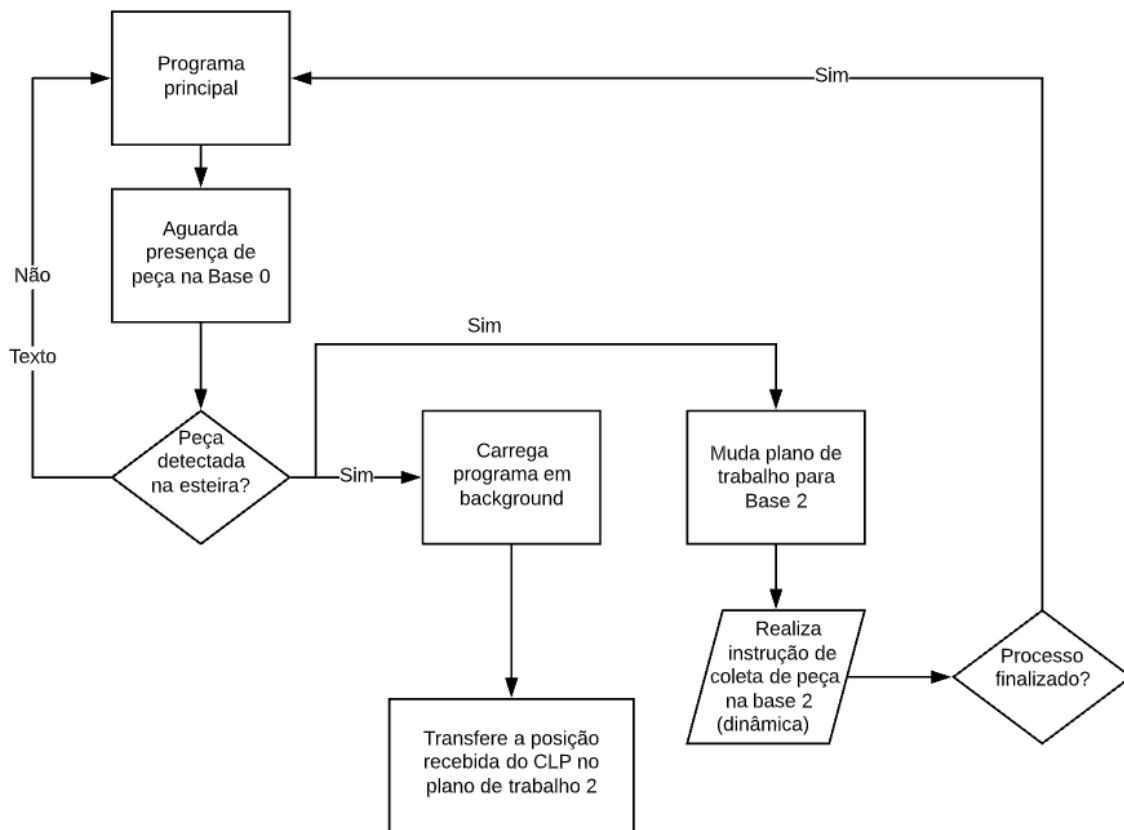 Programa
principal
Sim
Aguarda
presença de
peça na Base 0
Não
Texto
Sim
Peça
detectada
na esteira?
Sim
Carrega
programa em
background
Muda plano de
trabalho para
Base 2
Realiza
instrução de
coleta de peça
na base 2
(dinâmica)
Processo
finalizado?
Transfere a posição
recebida do CLP no
plano de trabalho 2